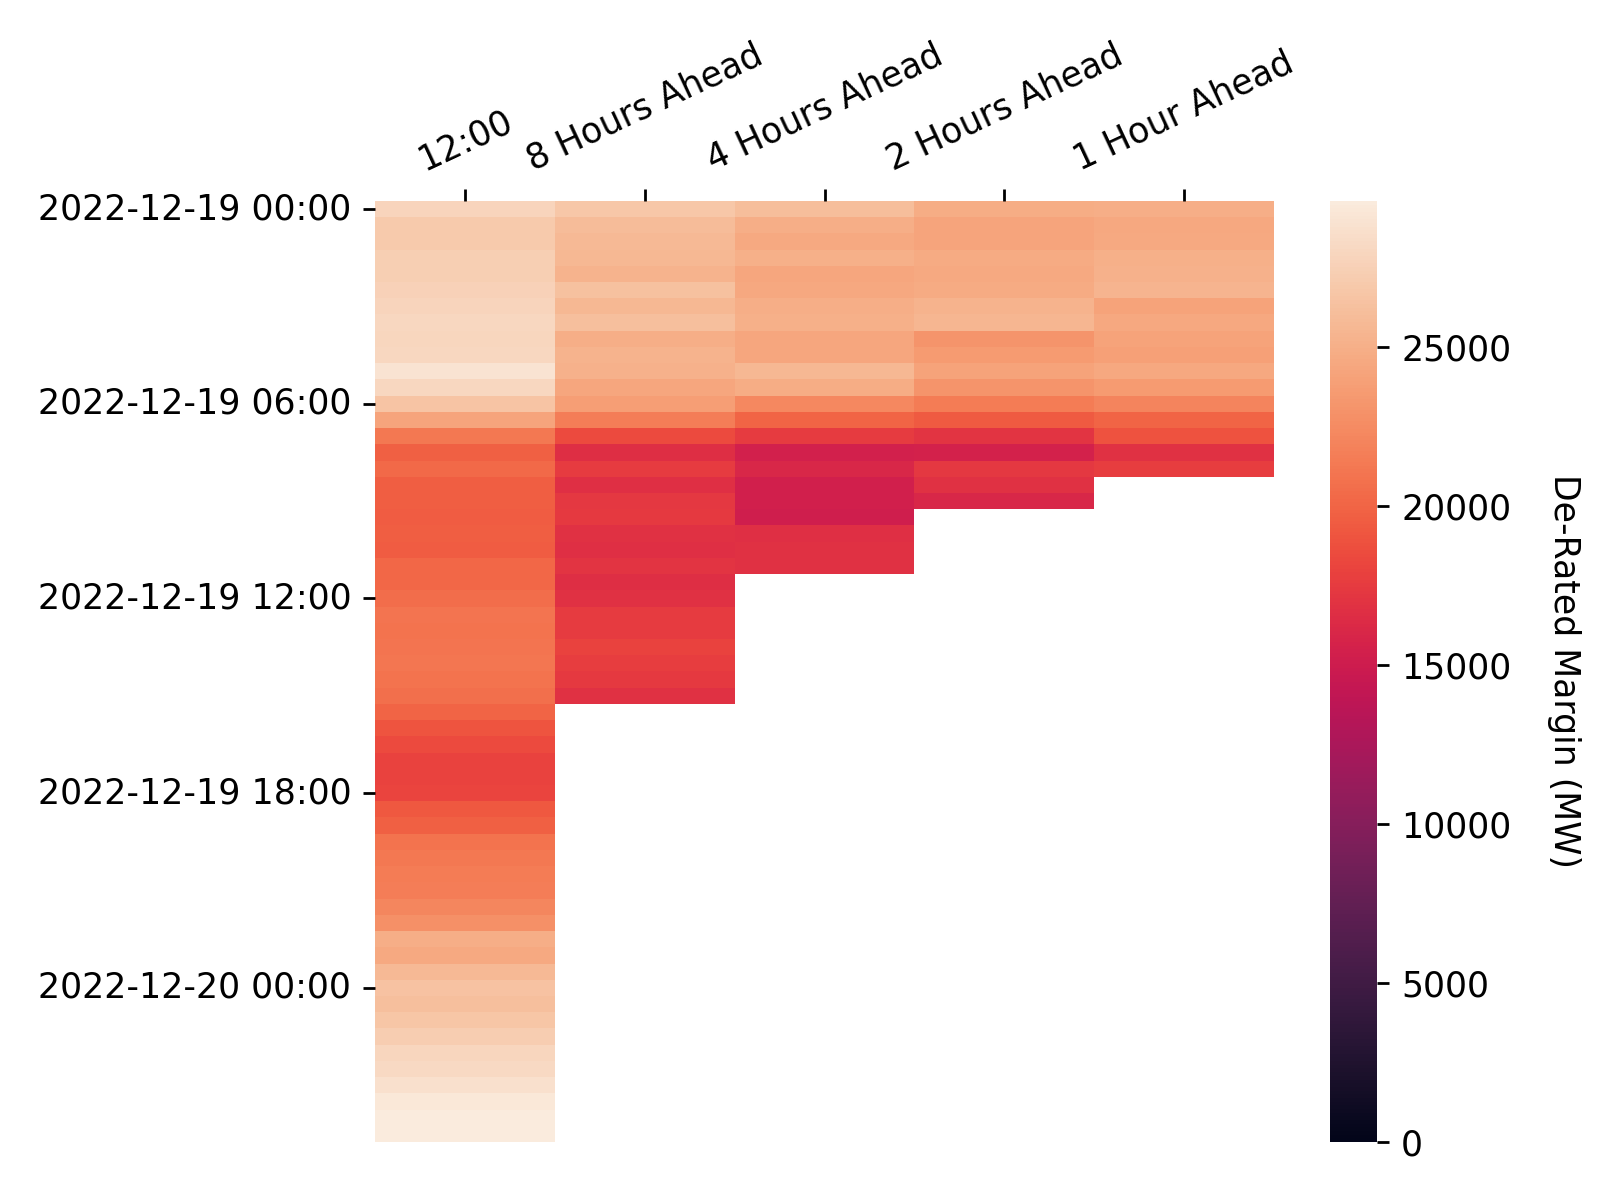 12:00
8 Hours Ahead
4 Hours Ahead
2 Hours Ahead
1 Hour Ahead
2022-12-19 00:00
2022-12-19 06:00
2022-12-19 12:00
2022-12-19 18:00
2022-12-20 00:00
25000
20000
15000
10000
5000
0
De-Rated Margin (MW)